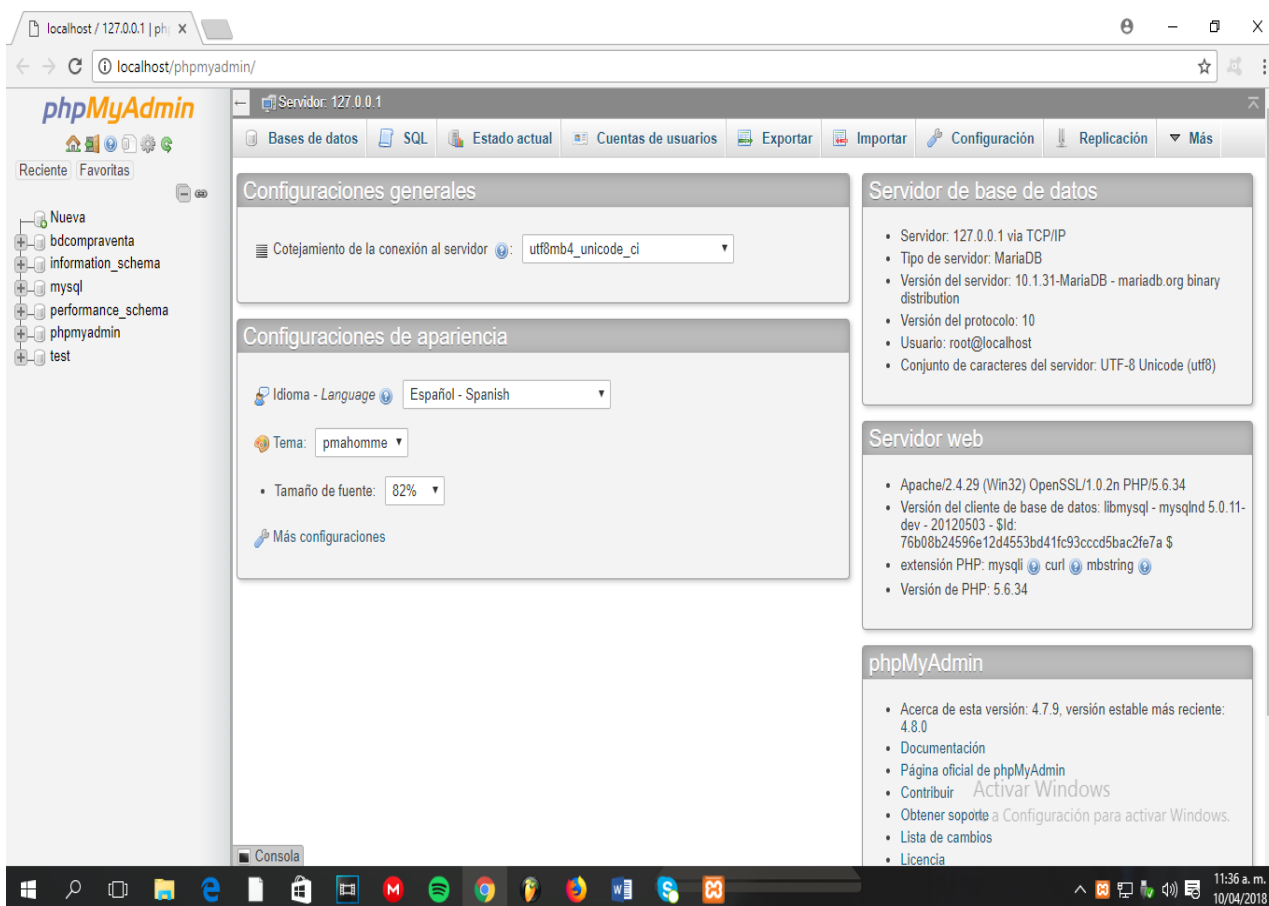 localhost / 127.0.0.1 | ph
localhost/phpmyadmin/
phpMyAdmin
Reciente Favoritas
Nueva
bdcompraventa
information_schema
mysql
performance_schema
phpmyadmin
test
Servidor: 127.0.0.1
Bases de datos SQL Estado actual Cuentas de usuarios Exportar Importar Configuración Replicación Más
Configuraciones generales
Cotejamiento de la conexión al servidor : utf8mb4_unicode_ci
Configuraciones de apariencia
Idioma - Language Español - Spanish
Tema: pmahomme
Tamaño de fuente: 82%
Más configuraciones
Servidor de base de datos
Servidor: 127.0.0.1 via TCP/IP
Tipo de servidor: MariaDB
Versión del servidor: 10.1.31-MariaDB - mariadb.org binary
distribution
Versión del protocolo: 10
Usuario: root@localhost
Conjunto de caracteres del servidor: UTF-8 Unicode (utf8)
Servidor web
Apache/2.4.29 (Win32) OpenSSL/1.0.2n PHP/5.6.34
Versión del cliente de base de datos: libmysql - mysqlnd 5.0.11-
dev - 20120503 - $Id:
76b08b24596e12d4553bd41fc93cccd5bac2fe7a $
extensión PHP: mysqli curl mbstring
Versión de PHP: 5.6.34
phpMyAdmin
Acerca de esta versión: 4.7.9, versión estable más reciente:
4.8.0
Documentación
Página oficial de phpMyAdmin
Contribuir
Obtener soporte
Lista de cambios
Licencia
Activar Windows
a Configuración para activar Windows.
Consola
11:36 a. m.
10/04/2018